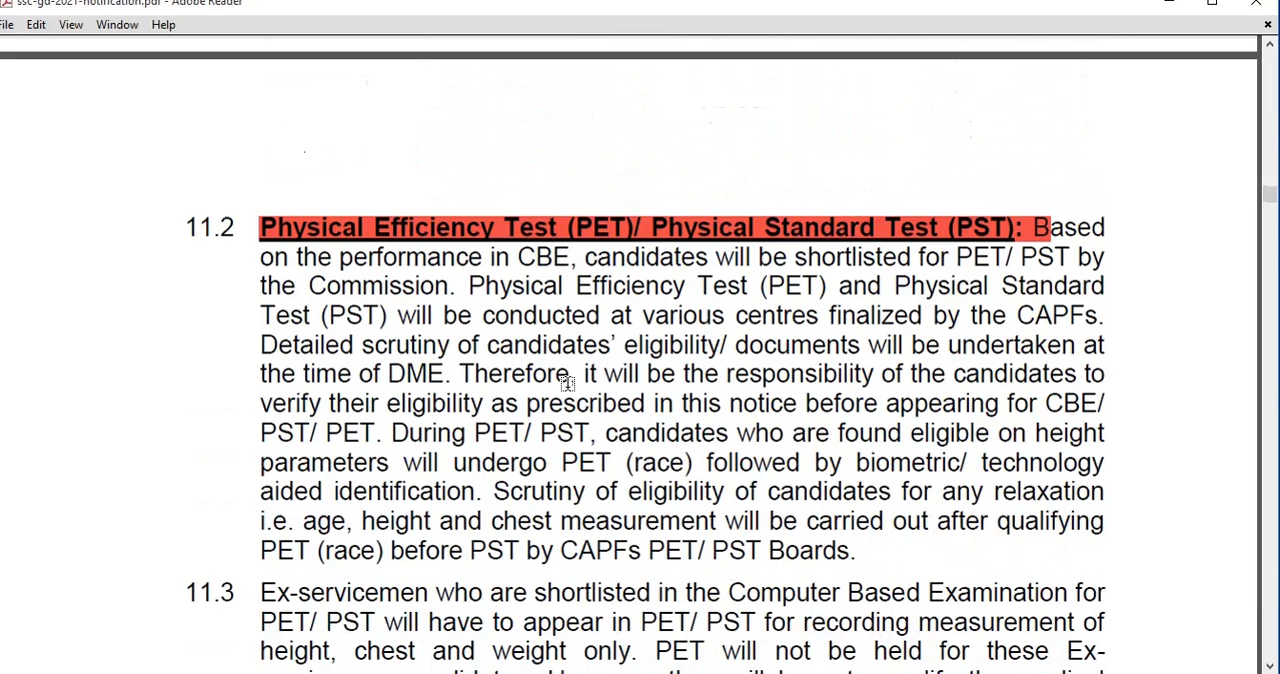 ssc-gd-2021-notification.pdf - Adobe Reader
File Edit View Window Help
11.2 Physical Efficiency Test (PET)/ Physical Standard Test (PST): Based
on the performance in CBE, candidates will be shortlisted for PET/ PST by
the Commission. Physical Efficiency Test (PET) and Physical Standard
Test (PST) will be conducted at various centres finalized by the CAPFs.
Detailed scrutiny of candidates’ eligibility/ documents will be undertaken at
the time of DME. Therefore, it will be the responsibility of the candidates to
verify their eligibility as prescribed in this notice before appearing for CBE/
PST/ PET. During PET/ PST, candidates who are found eligible on height
parameters will undergo PET (race) followed by biometric/ technology
aided identification. Scrutiny of eligibility of candidates for any relaxation
i.e. age, height and chest measurement will be carried out after qualifying
PET (race) before PST by CAPFs PET/ PST Boards.
11.3 Ex-servicemen who are shortlisted in the Computer Based Examination for
PET/ PST will have to appear in PET/ PST for recording measurement of
height, chest and weight only. PET will not be held for these Ex-